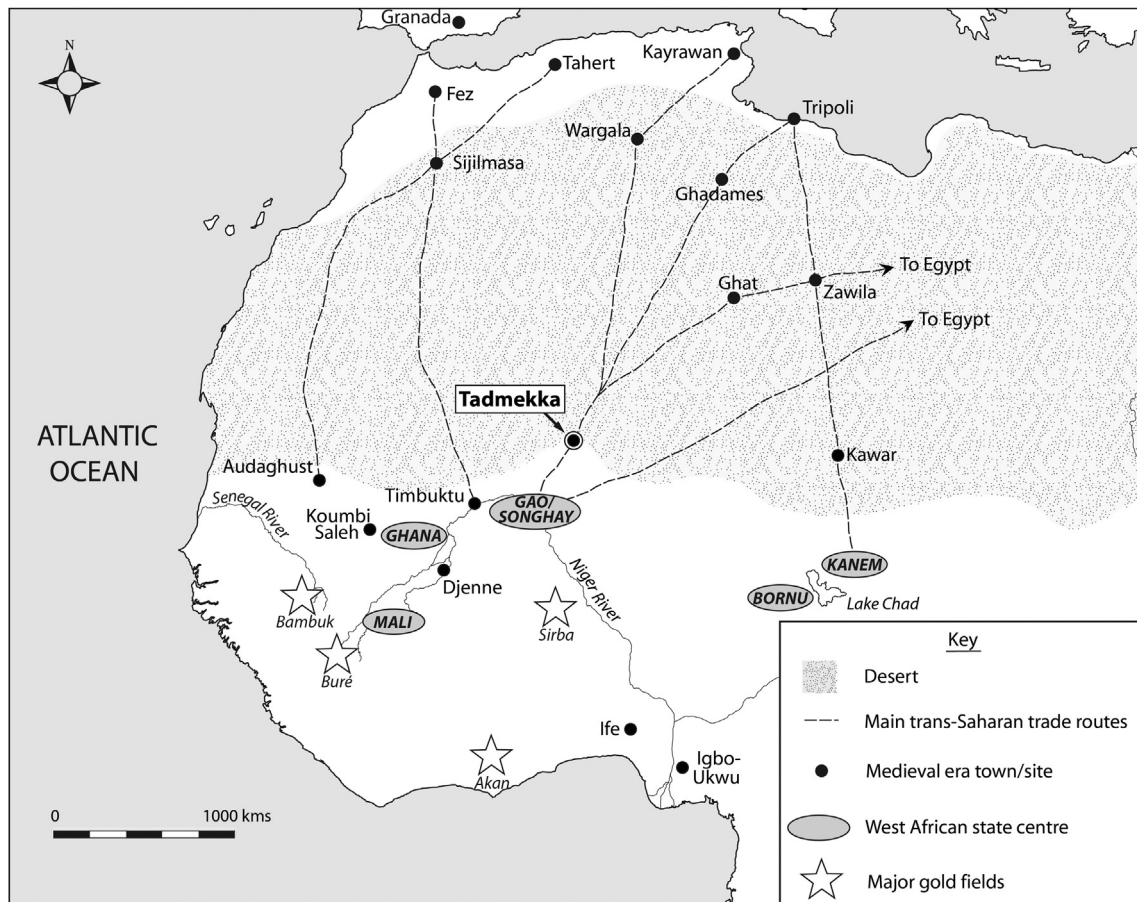 Granada
N
Tahert
Kayrawan
Fez
Tripoli
Wargala
Sijilmasa
Ghadames
To Egypt
Ghat
Zawila
To Egypt
Tadmekka
ATLANTIC
OCEAN
Audaghust
Kawar
Timbuktu
GAO/
SONGHAY
Senegal River
Koumbi
Saleh
GHANA
KANEM
Niger River
Djenne
BORNU
Lake Chad
Bambuk
MALI
Sirba
Buré
Key
Desert
Main trans-Saharan trade routes
Ife
Igbo-
Ukwu
Medieval era town/site
Akan
0 1000 kms
West African state centre
Major gold fields